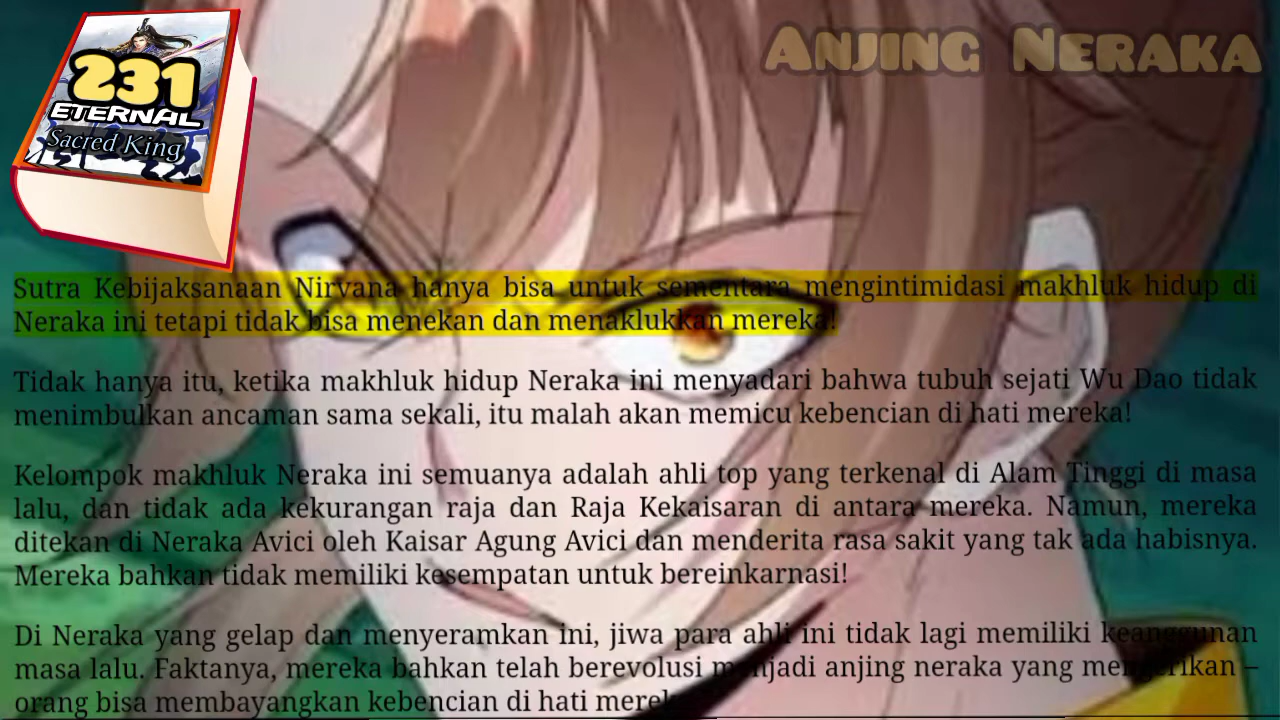 231
ETERNAL
Sacred King
ANJING NERAKA
Sutra Kebijaksanaan Nirvana hanya bisa untuk sementara mengintimidasi makhluk hidup di
Neraka ini tetapi tidak bisa menekan dan menaklukkan mereka!
Tidak hanya itu, ketika makhluk hidup Neraka ini menyadari bahwa tubuh sejati Wu Dao tidak
menimbulkan ancaman sama sekali, itu malah akan memicu kebencian di hati mereka!
Kelompok makhluk Neraka ini semuanya adalah ahli top yang terkenal di Alam Tinggi di masa
lalu, dan tidak ada kekurangan raja dan Raja Kekaisaran di antara mereka. Namun, mereka
ditekan di Neraka Avici oleh Kaisar Agung Avici dan menderita rasa sakit yang tak ada habisnya.
Mereka bahkan tidak memiliki kesempatan untuk bereinkarnasi!
Di Neraka yang gelap dan menyeramkan ini, jiwa para ahli ini tidak lagi memiliki keanggunan
masa lalu. Faktanya, mereka bahkan telah berevolusi menjadi anjing neraka yang mengerikan –
orang bisa membayangkan kebencian di hati